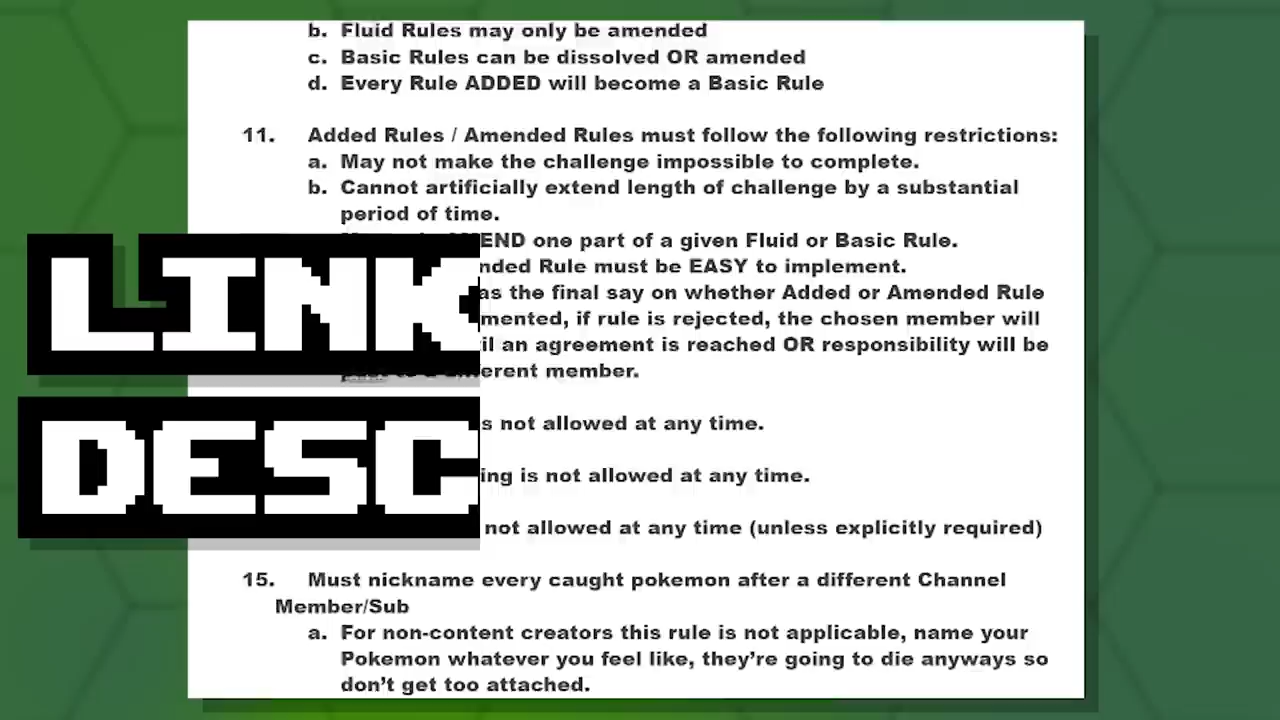 b. Fluid Rules may only be amended
c. Basic Rules can be dissolved OR amended
d. Every Rule ADDED will become a Basic Rule
11. Added Rules / Amended Rules must follow the following restrictions:
a. May not make the challenge impossible to complete.
b. Cannot artificially extend length of challenge by a substantial
period of time.
END one part of a given Fluid or Basic Rule.
nded Rule must be EASY to implement.
as the final say on whether Added or Amended Rule
mented, if rule is rejected, the chosen member will
il an agreement is reached OR responsibility will be
erent member.
LINK
DESC
s not allowed at any time.
ing is not allowed at any time.
not allowed at any time (unless explicitly required)
15. Must nickname every caught pokemon after a different Channel
Member/Sub
a. For non-content creators this rule is not applicable, name your
Pokemon whatever you feel like, they're going to die anyways so
don't get too attached.